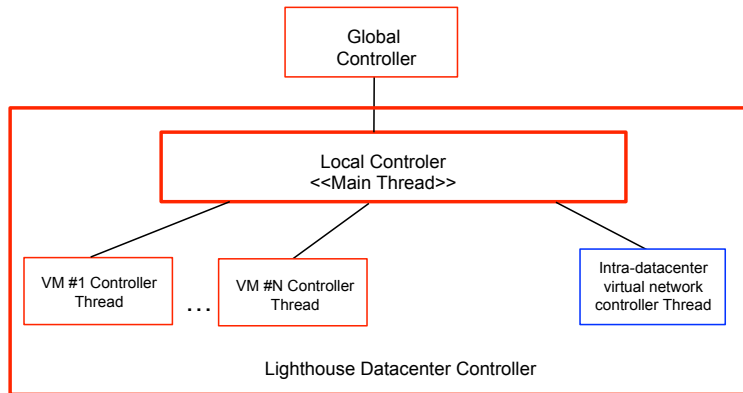 Global
Controller
Local Controler
<<Main Thread>>
VM #1 Controller
Thread
...
VM #N Controller
Thread
Intra-datacenter
virtual network
controller Thread
Lighthouse Datacenter Controller